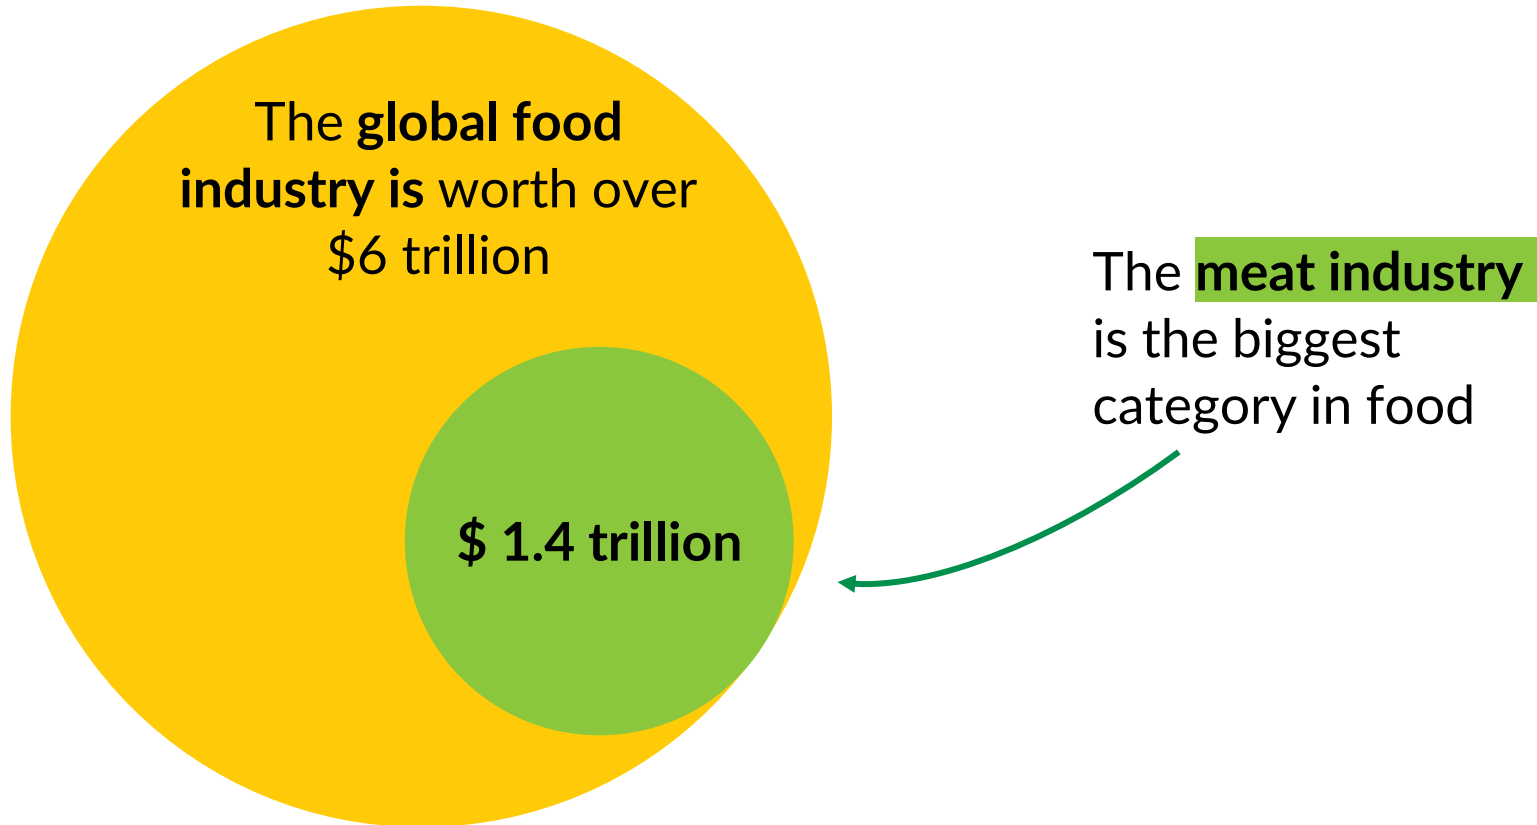 The global food
industry is worth over
$6 trillion
The meat industry
is the biggest
category in food
$ 1.4 trillion